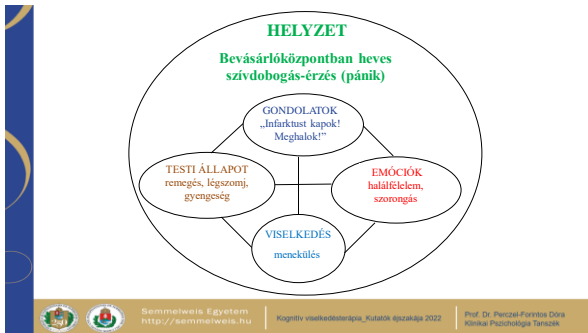 HELYZET
Bevásárlóközpontban heves
szívdobogás-érzés (pánik)
GONDOLATOK
„Infarktust kapok!
Meghalok!”
TESTI ÁLLAPOT
remegés, légszomj,
gyengeség
EMÓCIÓK
halálfélelem,
szorongás
VISELKEDÉS
menekülés
Semmelweis Egyetem
http://semmelweis.hu
Kognitív viselkedésterápia_Kutatók éjszakája 2022
Prof. Dr. Perczel-Forintos Dóra
Klinikai Pszichológia Tanszék